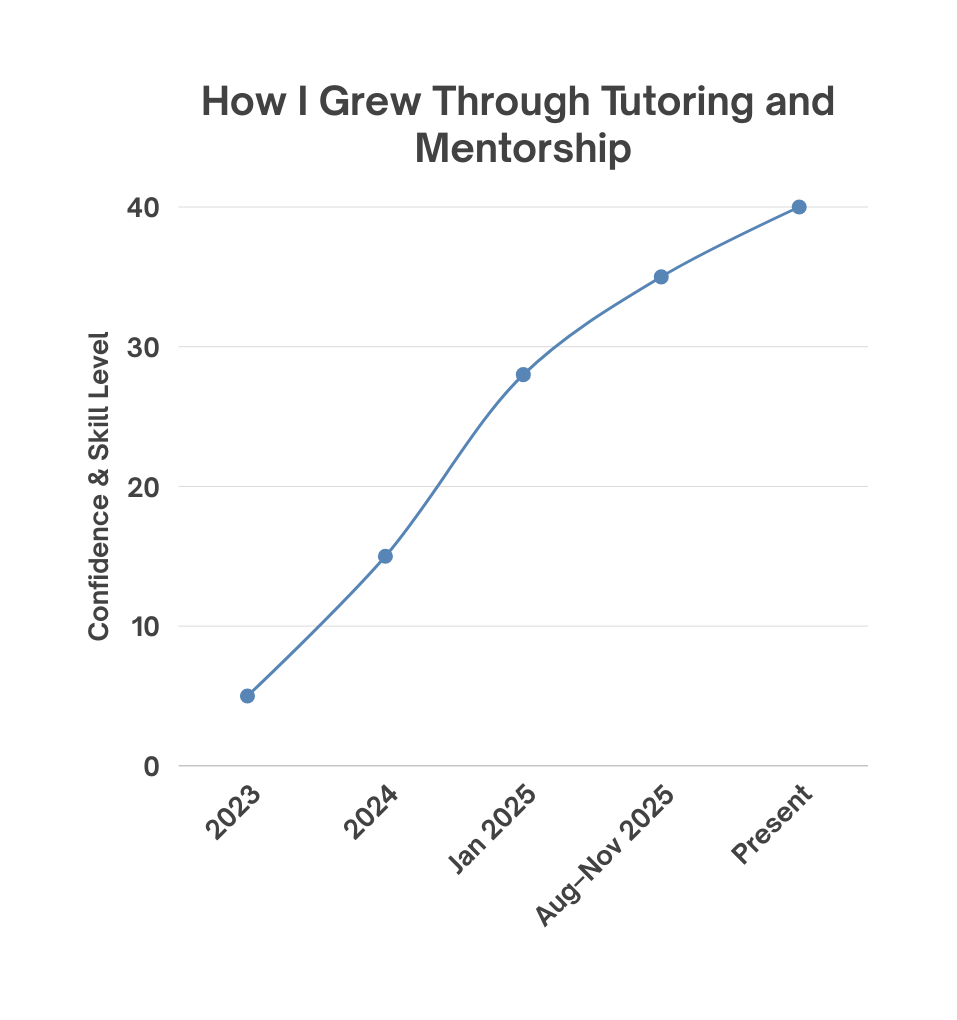 How I Grew Through Tutoring and
Mentorship
40
30
20
10
0
Confidence & Skill Level
2023
2024
Jan 2025
Aug–Nov 2025
Present